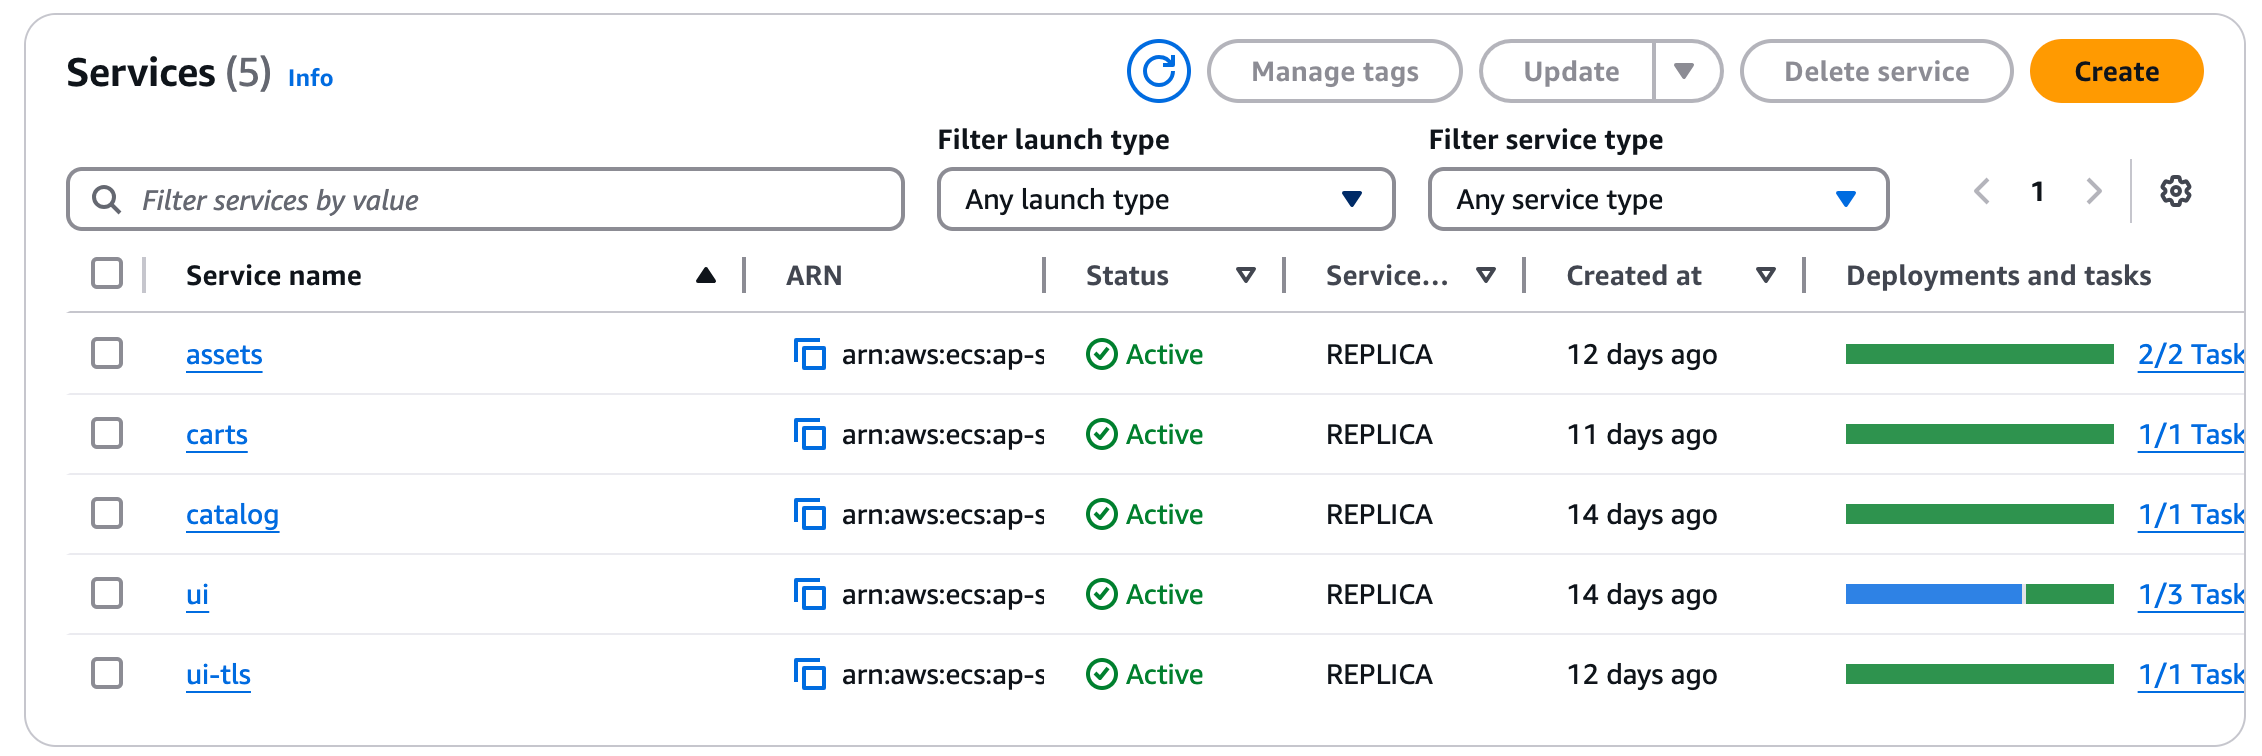 Services (5) Info
Manage tags
Update
Delete service
Create
Filter launch type
Filter service type
Filter services by value
Any launch type
Any service type
1
Service name ARN Status Service... Created at Deployments and tasks
assets arn:aws:ecs:ap-s Active REPLICA 12 days ago 2/2 Task
carts arn:aws:ecs:ap-s Active REPLICA 11 days ago 1/1 Task
catalog arn:aws:ecs:ap-s Active REPLICA 14 days ago 1/1 Task
ui arn:aws:ecs:ap-s Active REPLICA 14 days ago 1/3 Task
ui-tls arn:aws:ecs:ap-s Active REPLICA 12 days ago 1/1 Task